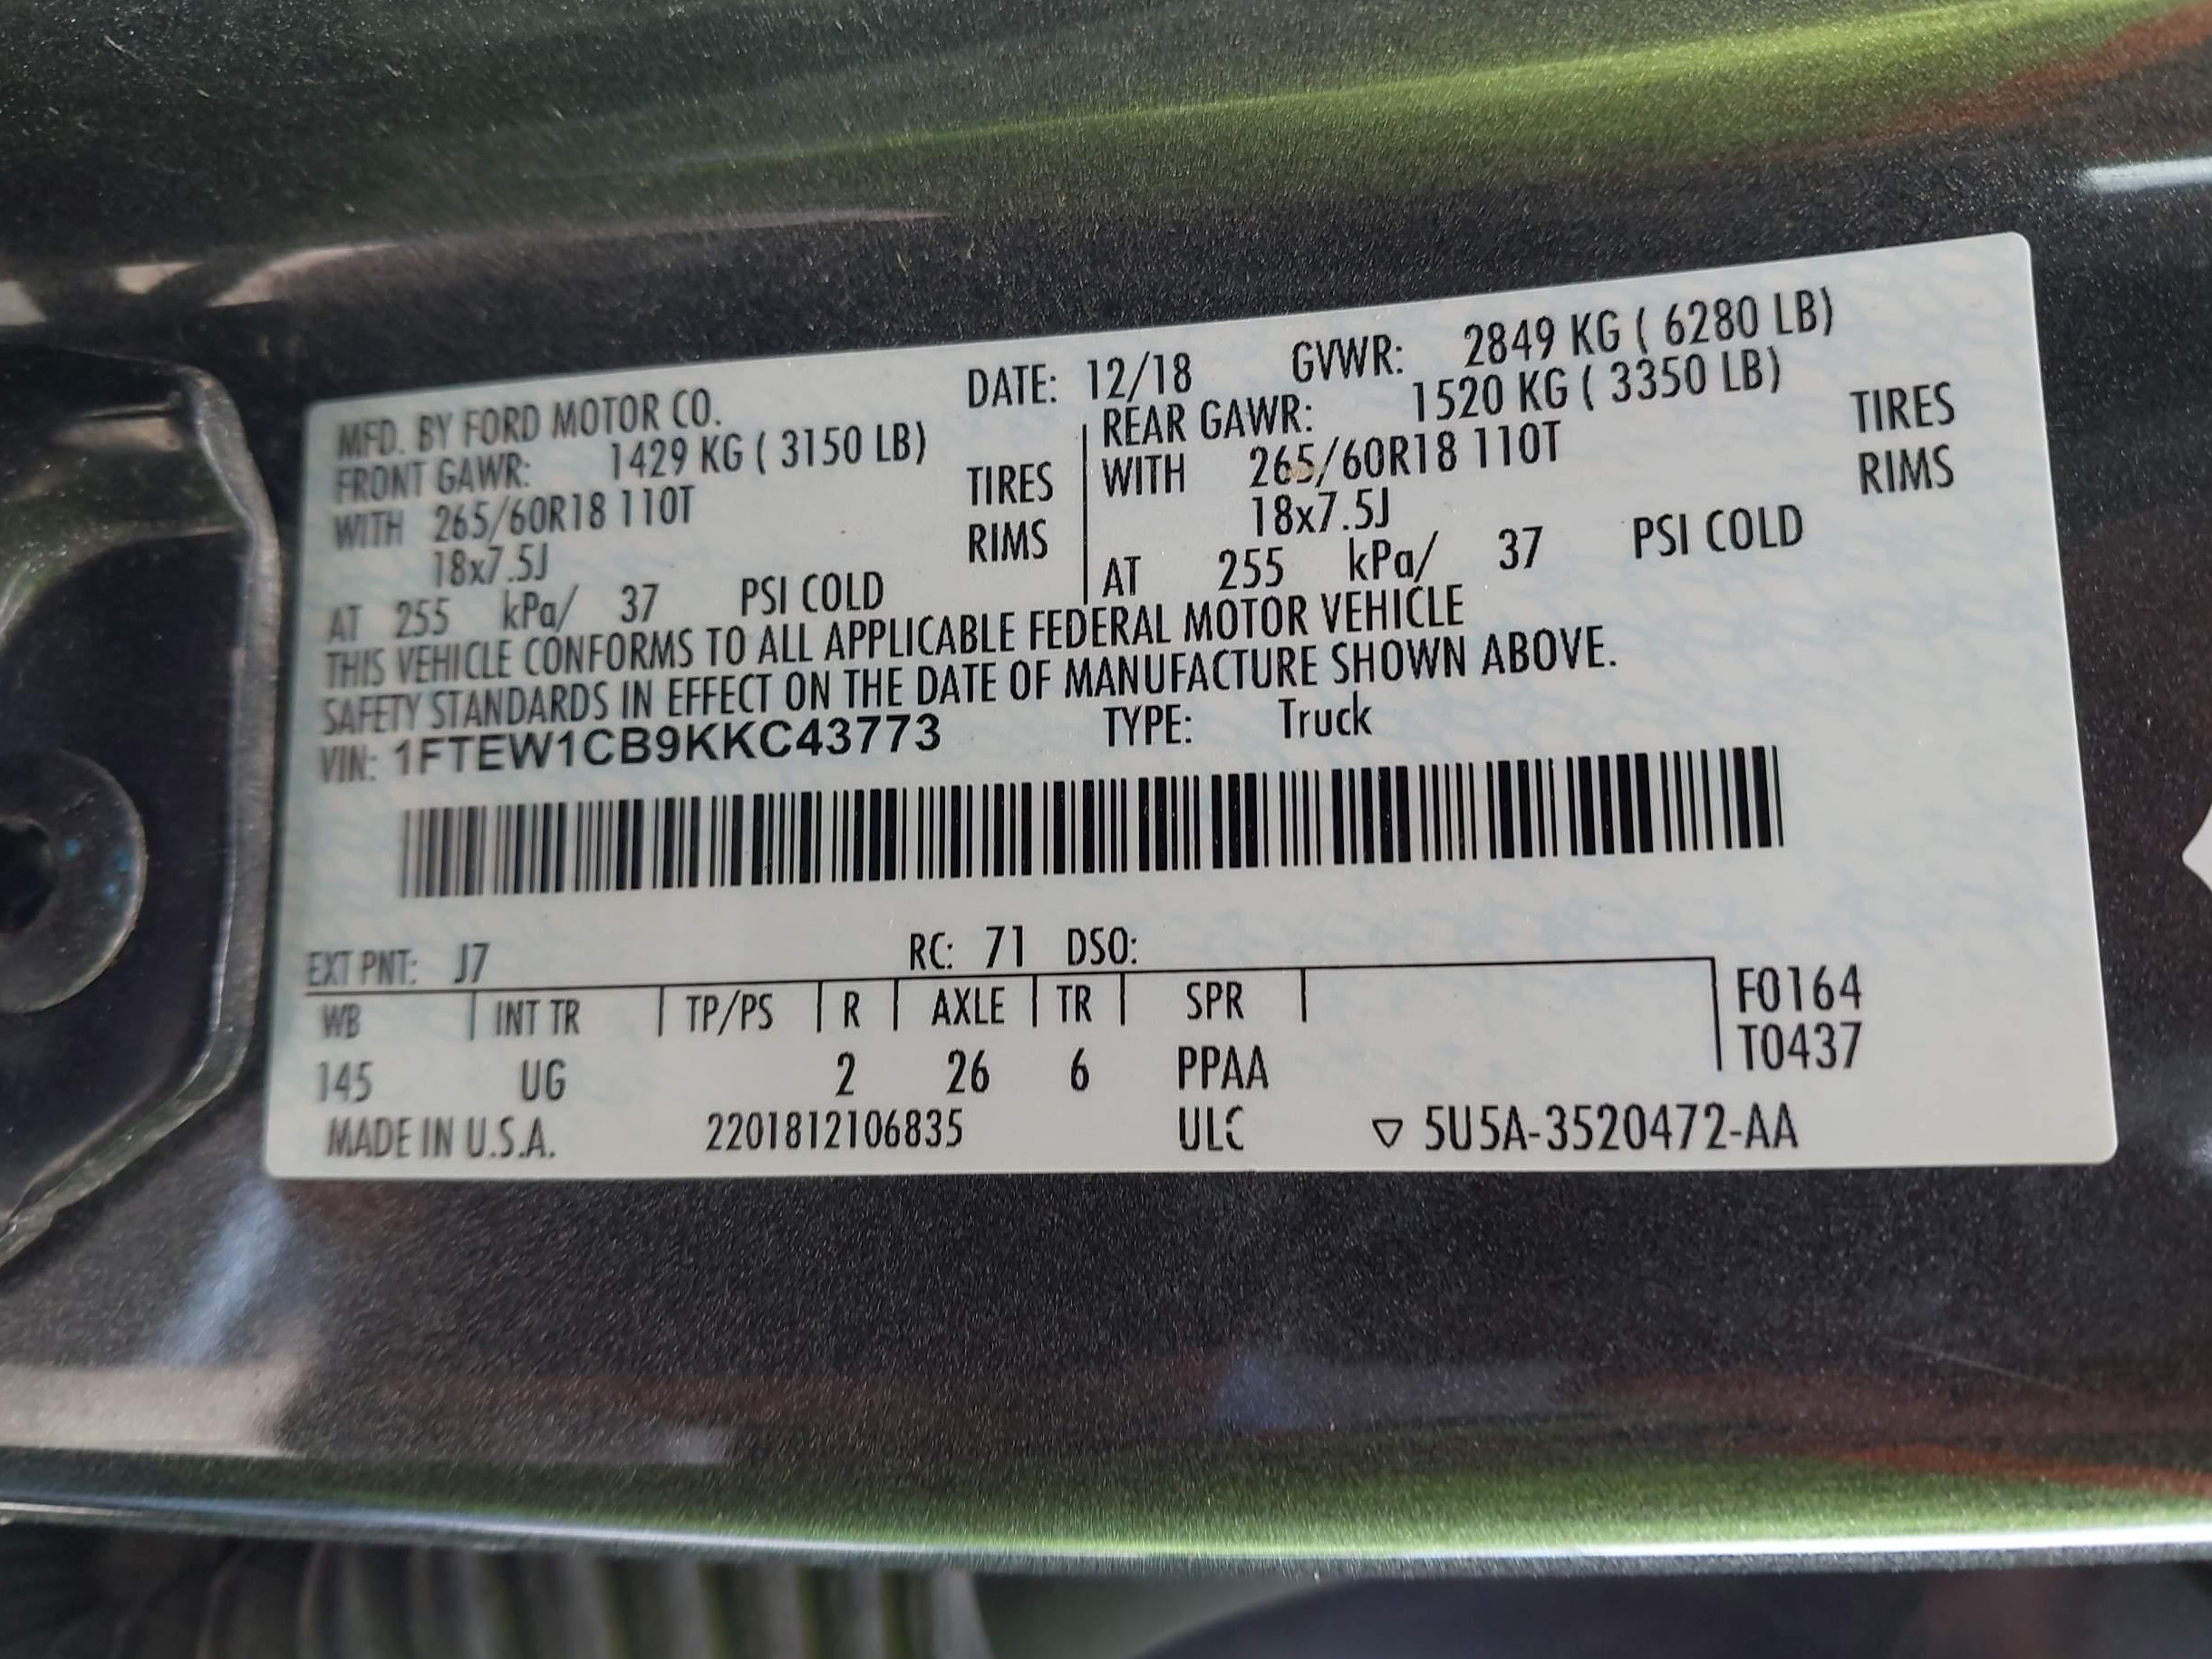 MFD. BY FORD MOTOR CO. DATE: 12/18 GVWR: 2849 KG ( 6280 LB)
FRONT GAWR: 1429 KG ( 3150 LB) REAR GAWR: 1520 KG ( 3350 LB)
WITH 265/60R18 110T TIRES WITH 265/60R18 110T TIRES
18x7.5J RIMS 18x7.5J RIMS
AT 255 kPa/ 37 PSI COLD AT 255 kPa/ 37 PSI COLD
THIS VEHICLE CONFORMS TO ALL APPLICABLE FEDERAL MOTOR VEHICLE
SAFETY STANDARDS IN EFFECT ON THE DATE OF MANUFACTURE SHOWN ABOVE.
VIN: 1FTEW1CB9KKC43773 TYPE: Truck
EXT PNT: J7 RC: 71 DSO:
WB INT TR TP/PS R AXLE TR SPR F0164
T0437
145 UG 2 26 6 PPAA
MADE IN U.S.A. 2201812106835 ULC ▽ 5U5A-3520472-AA